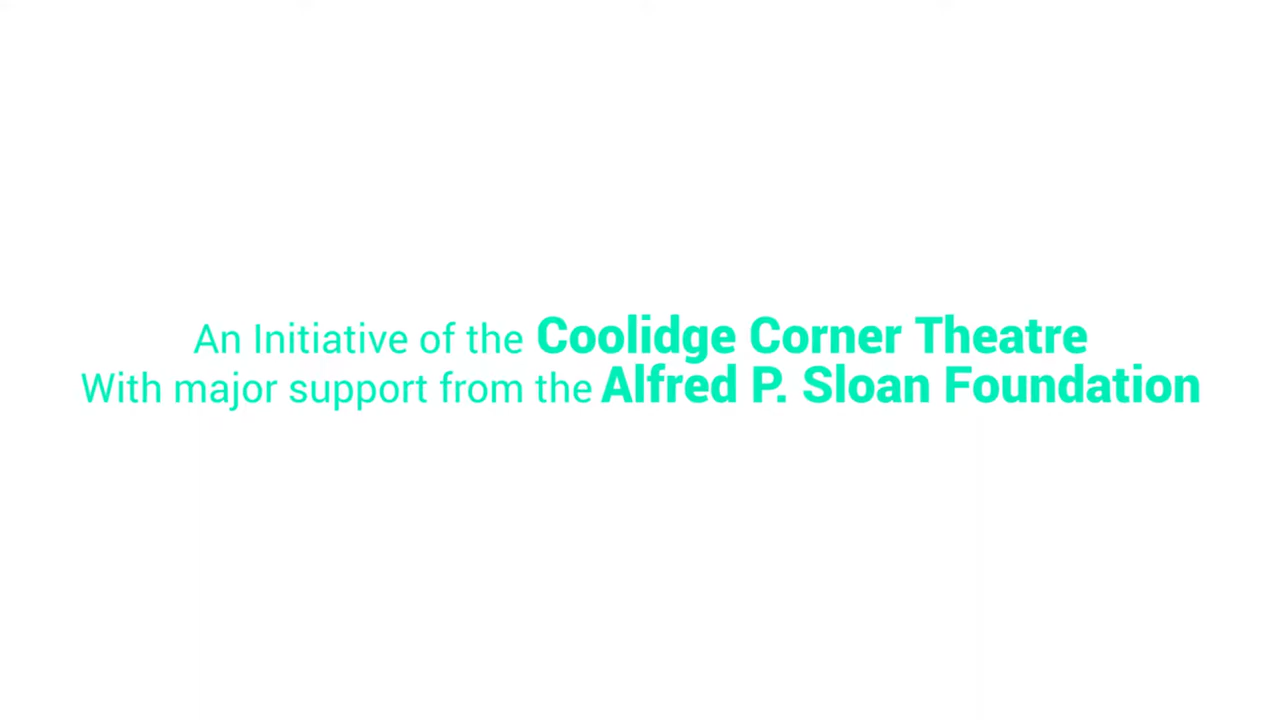 An Initiative of the Coolidge Corner Theatre
With major support from the Alfred P. Sloan Foundation